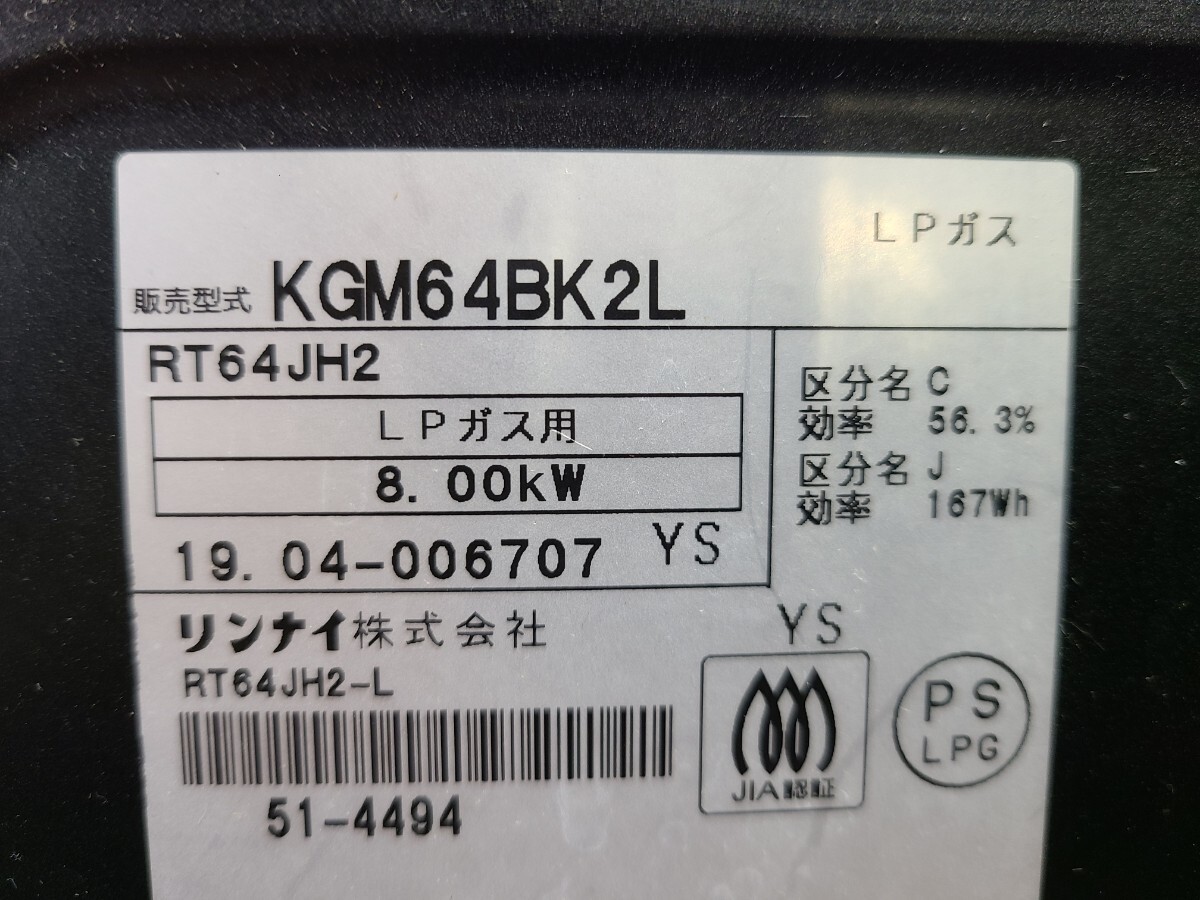 LPガス
販売型式 KGM64BK2L
RT64JH2
LPガス用
8.00kW
19.04-006707 YS
区分名 C
効率 56.3%
区分名 J
効率 167Wh
リンナイ株式会社
RT64JH2-L
51-4494
YS
JIA認証
PS
LPG